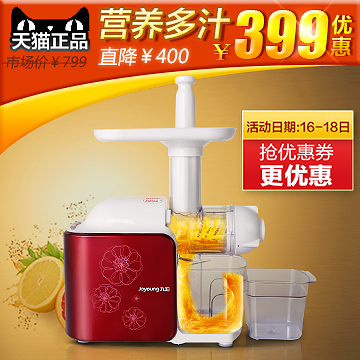 天猫正品
市场价￥799
营养多汁
直降￥400
￥399优惠
活动日期:16-18日
抢优惠券
更优惠
Joyoung九阳